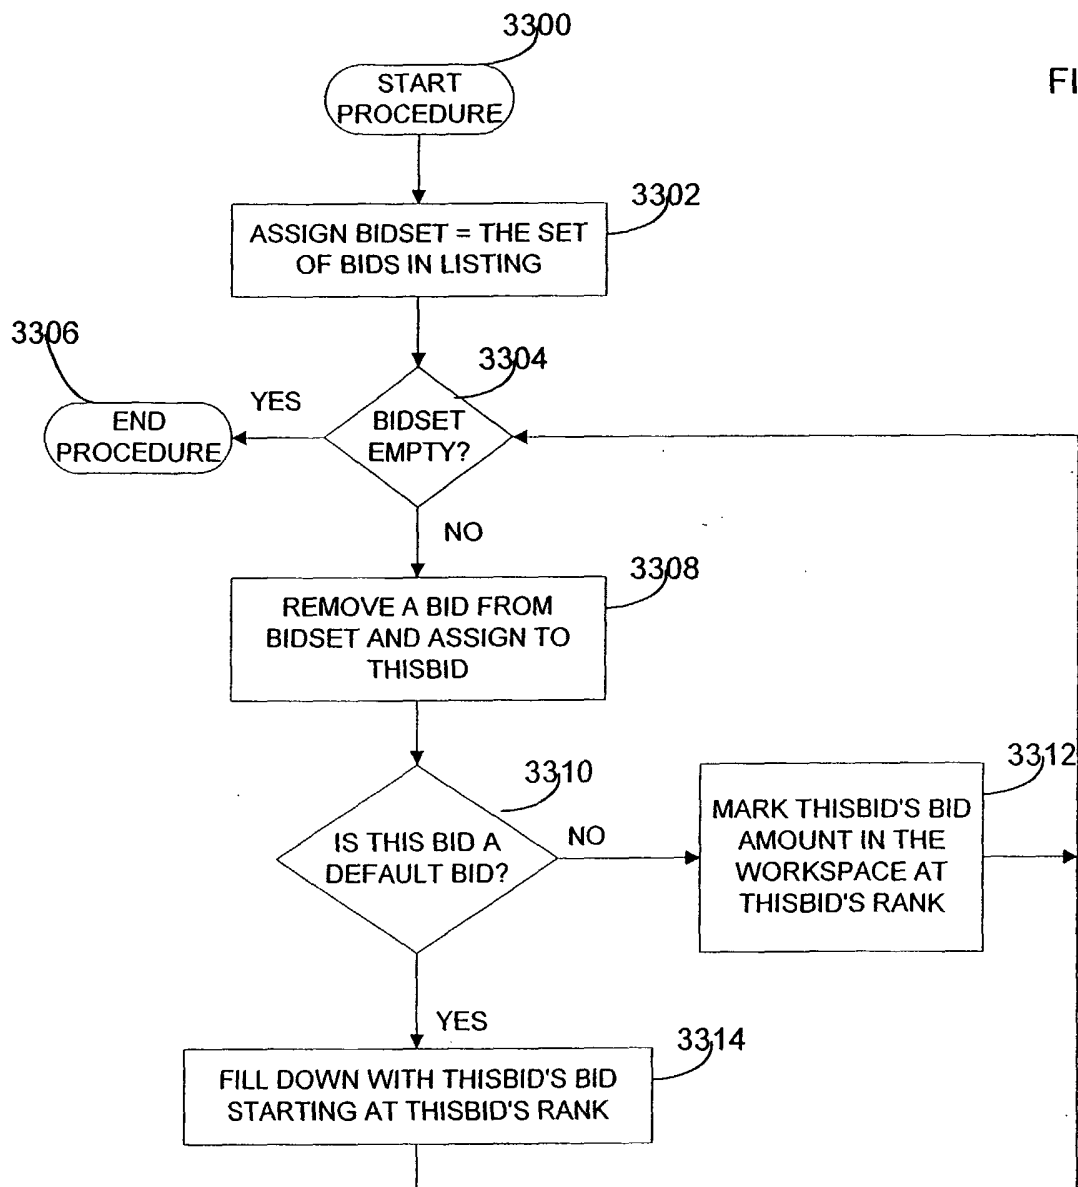 3300
START
PROCEDURE
FI
3302
ASSIGN BIDSET = THE SET
OF BIDS IN LISTING
3306
3304
END
PROCEDURE
YES
BIDSET
EMPTY?
NO
3308
REMOVE A BID FROM
BIDSET AND ASSIGN TO
THISBID
3310
3312
IS THIS BID A
DEFAULT BID?
NO
MARK THISBID'S BID
AMOUNT IN THE
WORKSPACE AT
THISBID'S RANK
YES
3314
FILL DOWN WITH THISBID'S BID
STARTING AT THISBID'S RANK